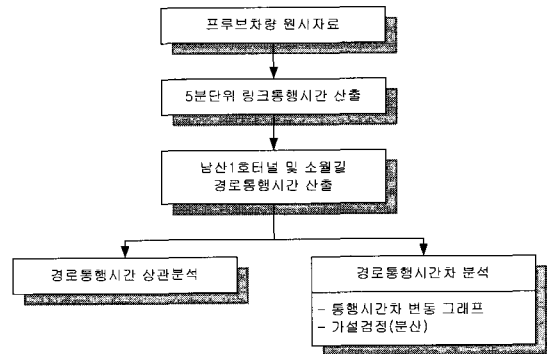 프루브차량 원시자료
5분단위 링크통행시간 산출
남산1호터널 및 소월길
경로통행시간 산출
경로통행시간 상관분석
경로통행시간차 분석
- 통행시간차 변동 그래프
- 가설검정(분산)